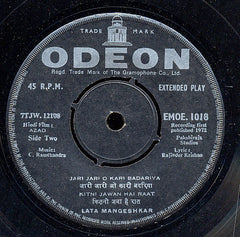 TRADE MARK
ODEON
Regd. Trade Mark of The Gramophone Co., Ltd.
45 R.P.M.
EXTENDED PLAY
7TJW. 12108
EMOE. 1018
Hindi Film :
AZAD
Side Two
Recording first
published 1972
Pakshiraja
Studios
Music :
C. Ramchandra
Lyric :
Rajinder Krishna
JARI JARI O KARI BADARIYA
जारी जारी ओ कारी बदरिया
KITNI JAWAN HAI RAAT
कितनी जवां है रात
LATA MANGESHKAR